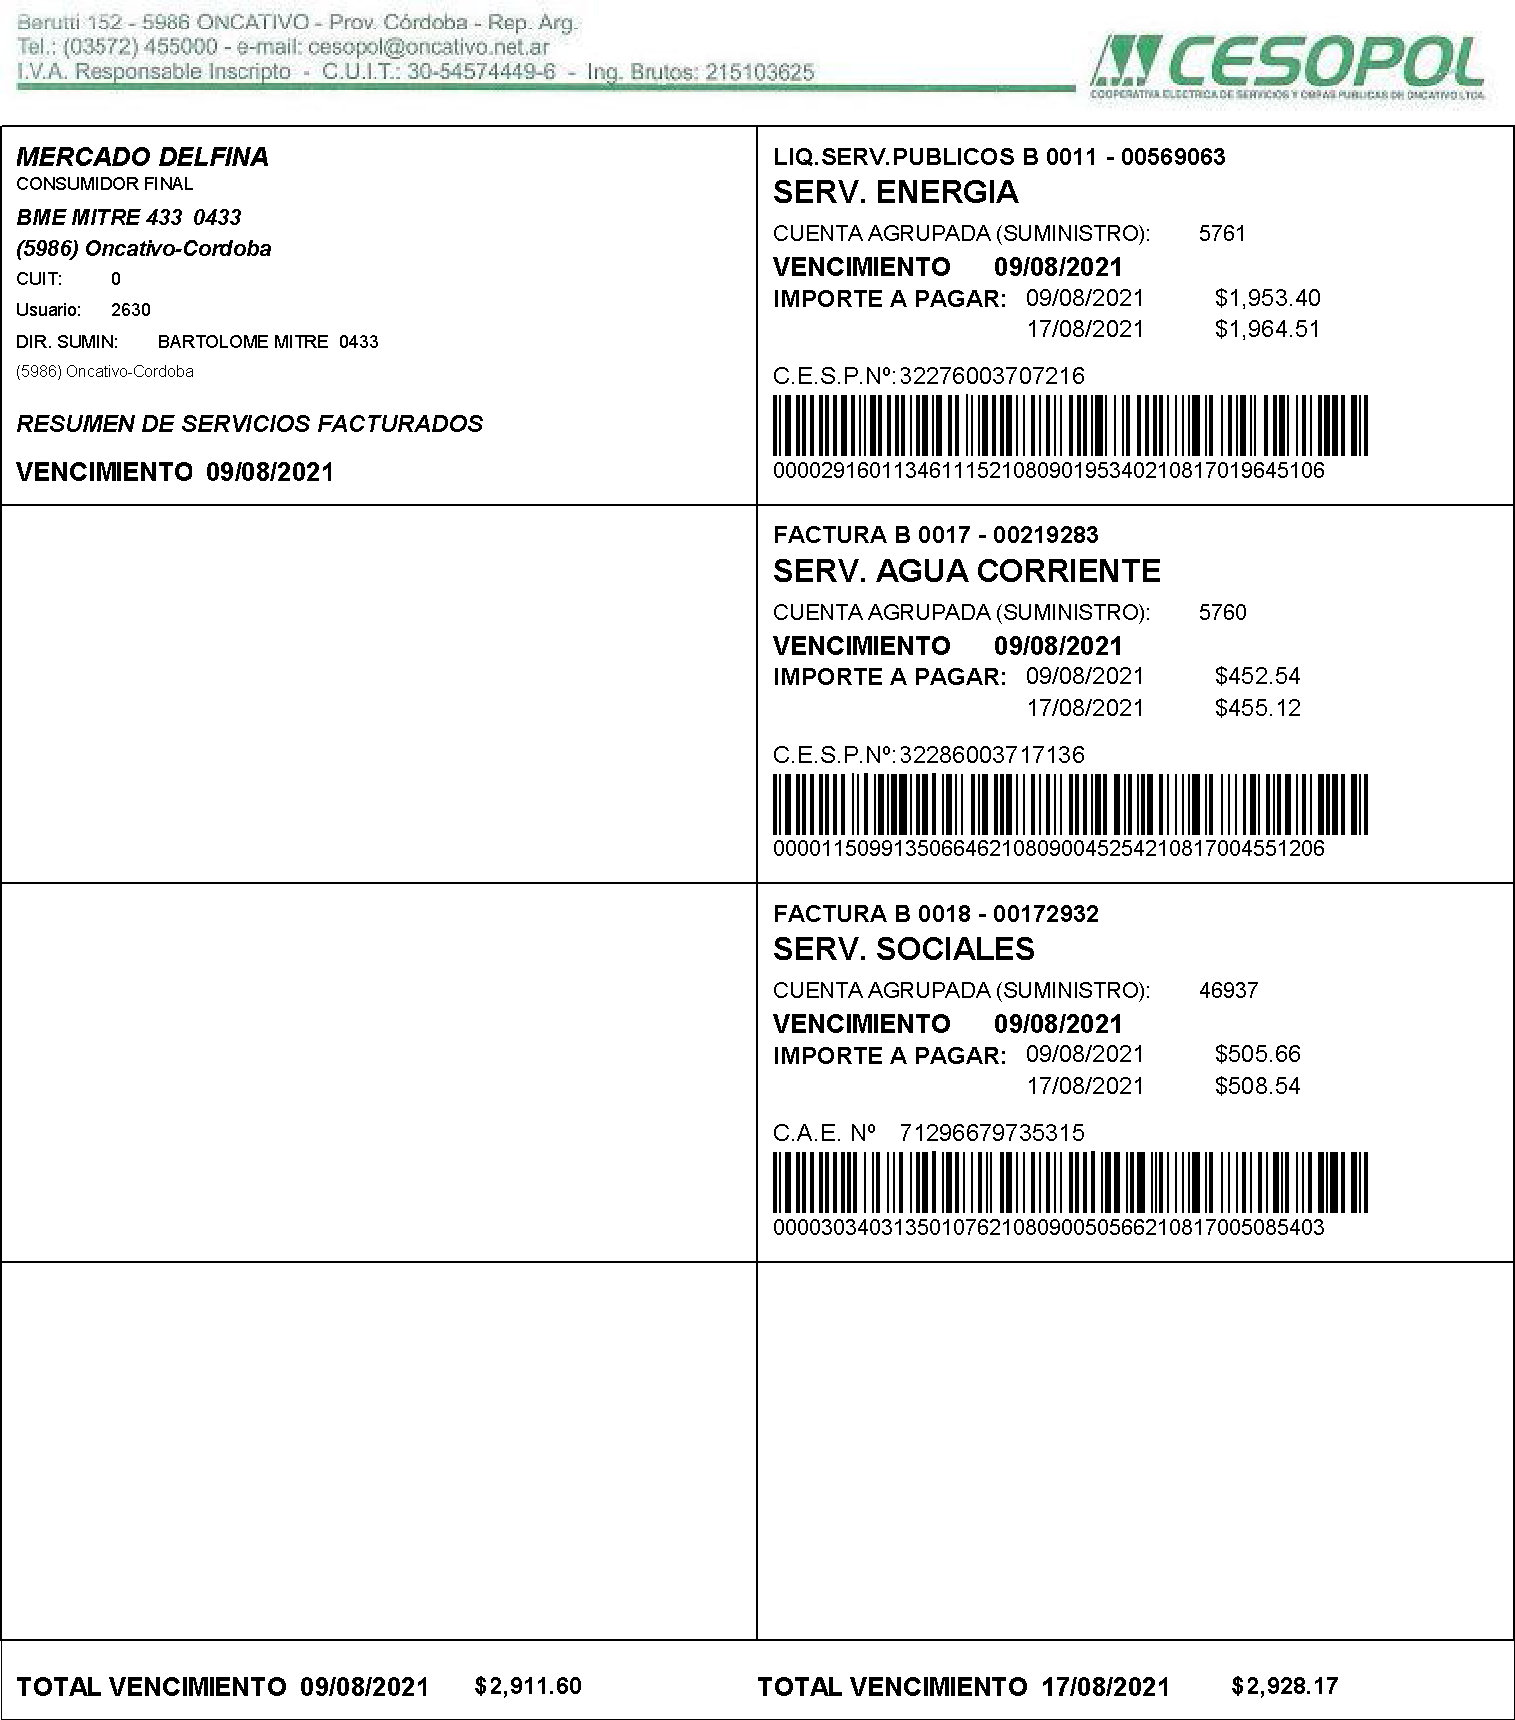 Berutti 152 - 5986 ONCATIVO - Prov. Córdoba - Rep. Arg.
Tel.: (03572) 455000 - e-mail: cesopol@oncativo.net.ar
I.V.A. Responsable Inscripto - C.U.I.T.: 30-54574449-6 - Ing. Brutos: 215103625
CESOPOL
COOPERATIVA ELECTRICA DE SERVICIOS Y OBRAS PUBLICAS DE ONCATIVO LTDA.
MERCADO DELFINA
CONSUMIDOR FINAL
BME MITRE 433 0433
(5986) Oncativo-Cordoba
CUIT: 0
Usuario: 2630
DIR. SUMIN: BARTOLOME MITRE 0433
(5986) Oncativo-Cordoba
RESUMEN DE SERVICIOS FACTURADOS
VENCIMIENTO 09/08/2021
LIQ.SERV.PUBLICOS B 0011 - 00569063
SERV. ENERGIA
CUENTA AGRUPADA (SUMINISTRO): 5761
VENCIMIENTO 09/08/2021
IMPORTE A PAGAR: 09/08/2021 $1,953.40
17/08/2021 $1,964.51
C.E.S.P.Nº: 32276003707216
0000291601134611152108090195340210817019645106
FACTURA B 0017 - 00219283
SERV. AGUA CORRIENTE
CUENTA AGRUPADA (SUMINISTRO): 5760
VENCIMIENTO 09/08/2021
IMPORTE A PAGAR: 09/08/2021 $452.54
17/08/2021 $455.12
C.E.S.P.Nº: 32286003717136
0000115099135066462108090045254210817004551206
FACTURA B 0018 - 00172932
SERV. SOCIALES
CUENTA AGRUPADA (SUMINISTRO): 46937
VENCIMIENTO 09/08/2021
IMPORTE A PAGAR: 09/08/2021 $505.66
17/08/2021 $508.54
C.A.E. Nº 71296679735315
0000303403135010762108090050566210817005085403
TOTAL VENCIMIENTO 09/08/2021 $2,911.60
TOTAL VENCIMIENTO 17/08/2021 $2,928.17